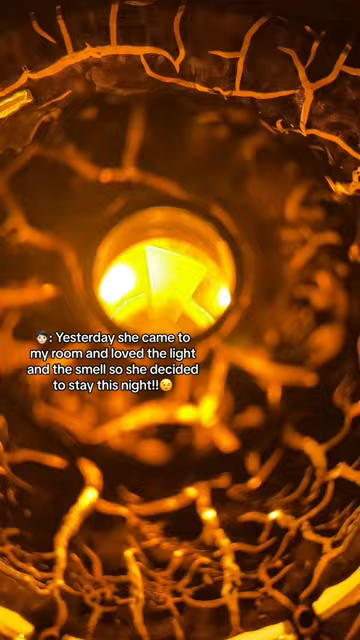 👨🏻: Yesterday she came to
my room and loved the light
and the smell so she decided
to stay this night!!😉